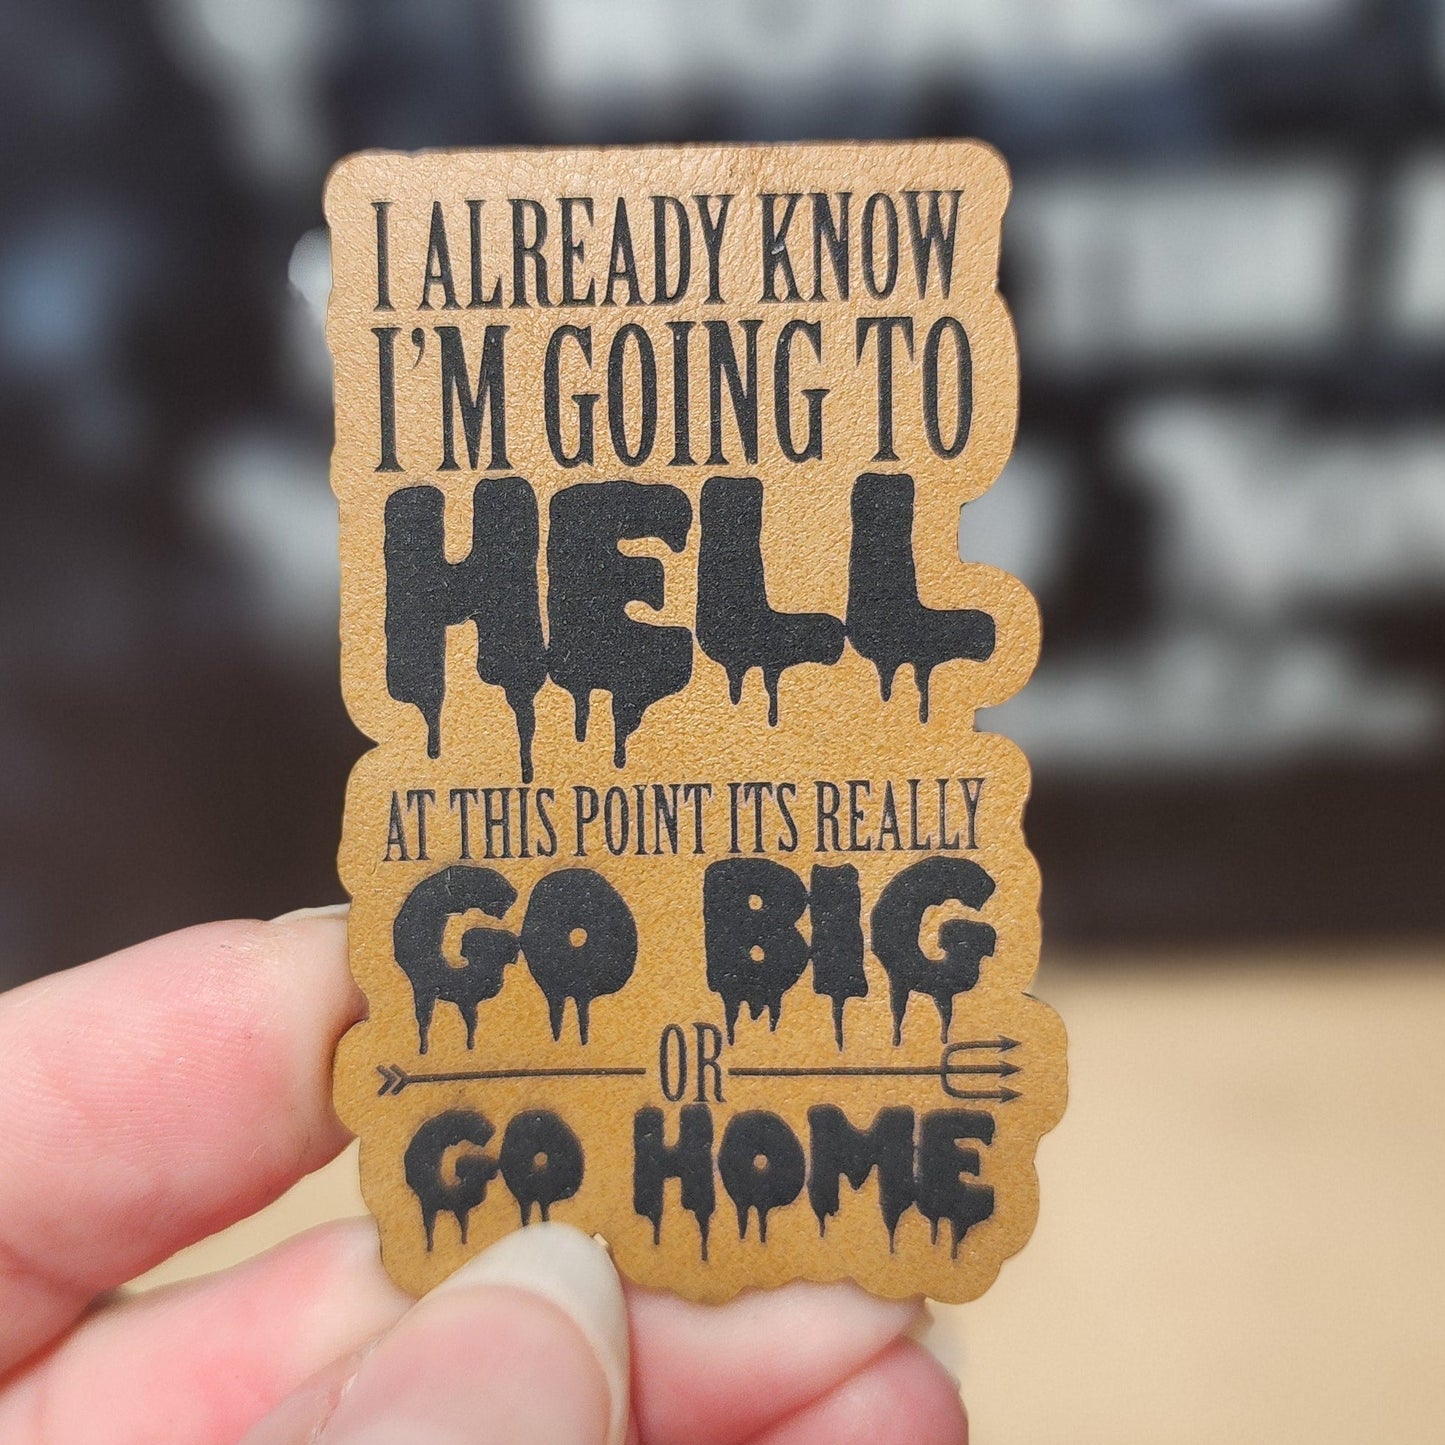 I ALREADY KNOW
I'M GOING TO
HELL
AT THIS POINT ITS REALLY
GO BIG
OR
GO HOME